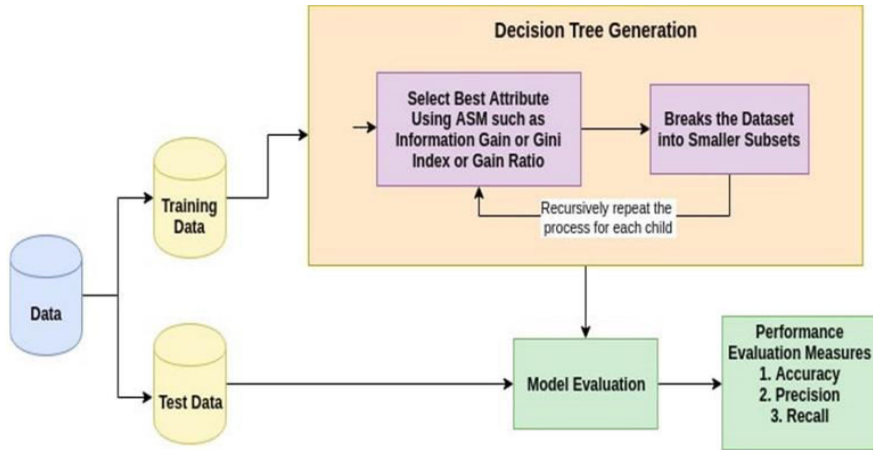 Decision Tree Generation
Select Best Attribute
Using ASM such as
Information Gain or Gini
Index or Gain Ratio
Breaks the Dataset
into Smaller Subsets
Recursively repeat the
process for each child
Training
Data
Data
Test Data
Model Evaluation
Performance
Evaluation Measures
1. Accuracy
2. Precision
3. Recall